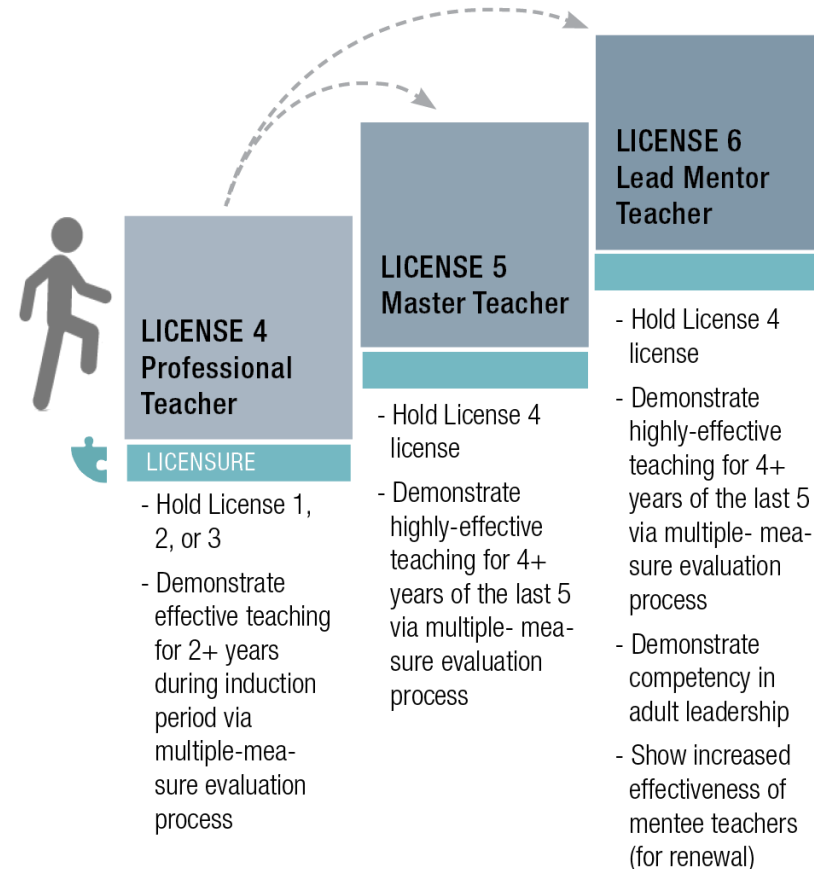 LICENSE 4
Professional
Teacher
LICENSURE
- Hold License 1,
2, or 3
- Demonstrate
effective teaching
for 2+ years
during induction
period via
multiple-mea-
sure evaluation
process
LICENSE 5
Master Teacher
- Hold License 4
license
- Demonstrate
highly-effective
teaching for 4+
years of the last 5
via multiple- mea-
sure evaluation
process
LICENSE 6
Lead Mentor
Teacher
- Hold License 4
license
- Demonstrate
highly-effective
teaching for 4+
years of the last 5
via multiple- mea-
sure evaluation
process
- Demonstrate
competency in
adult leadership
- Show increased
effectiveness of
mentee teachers
(for renewal)